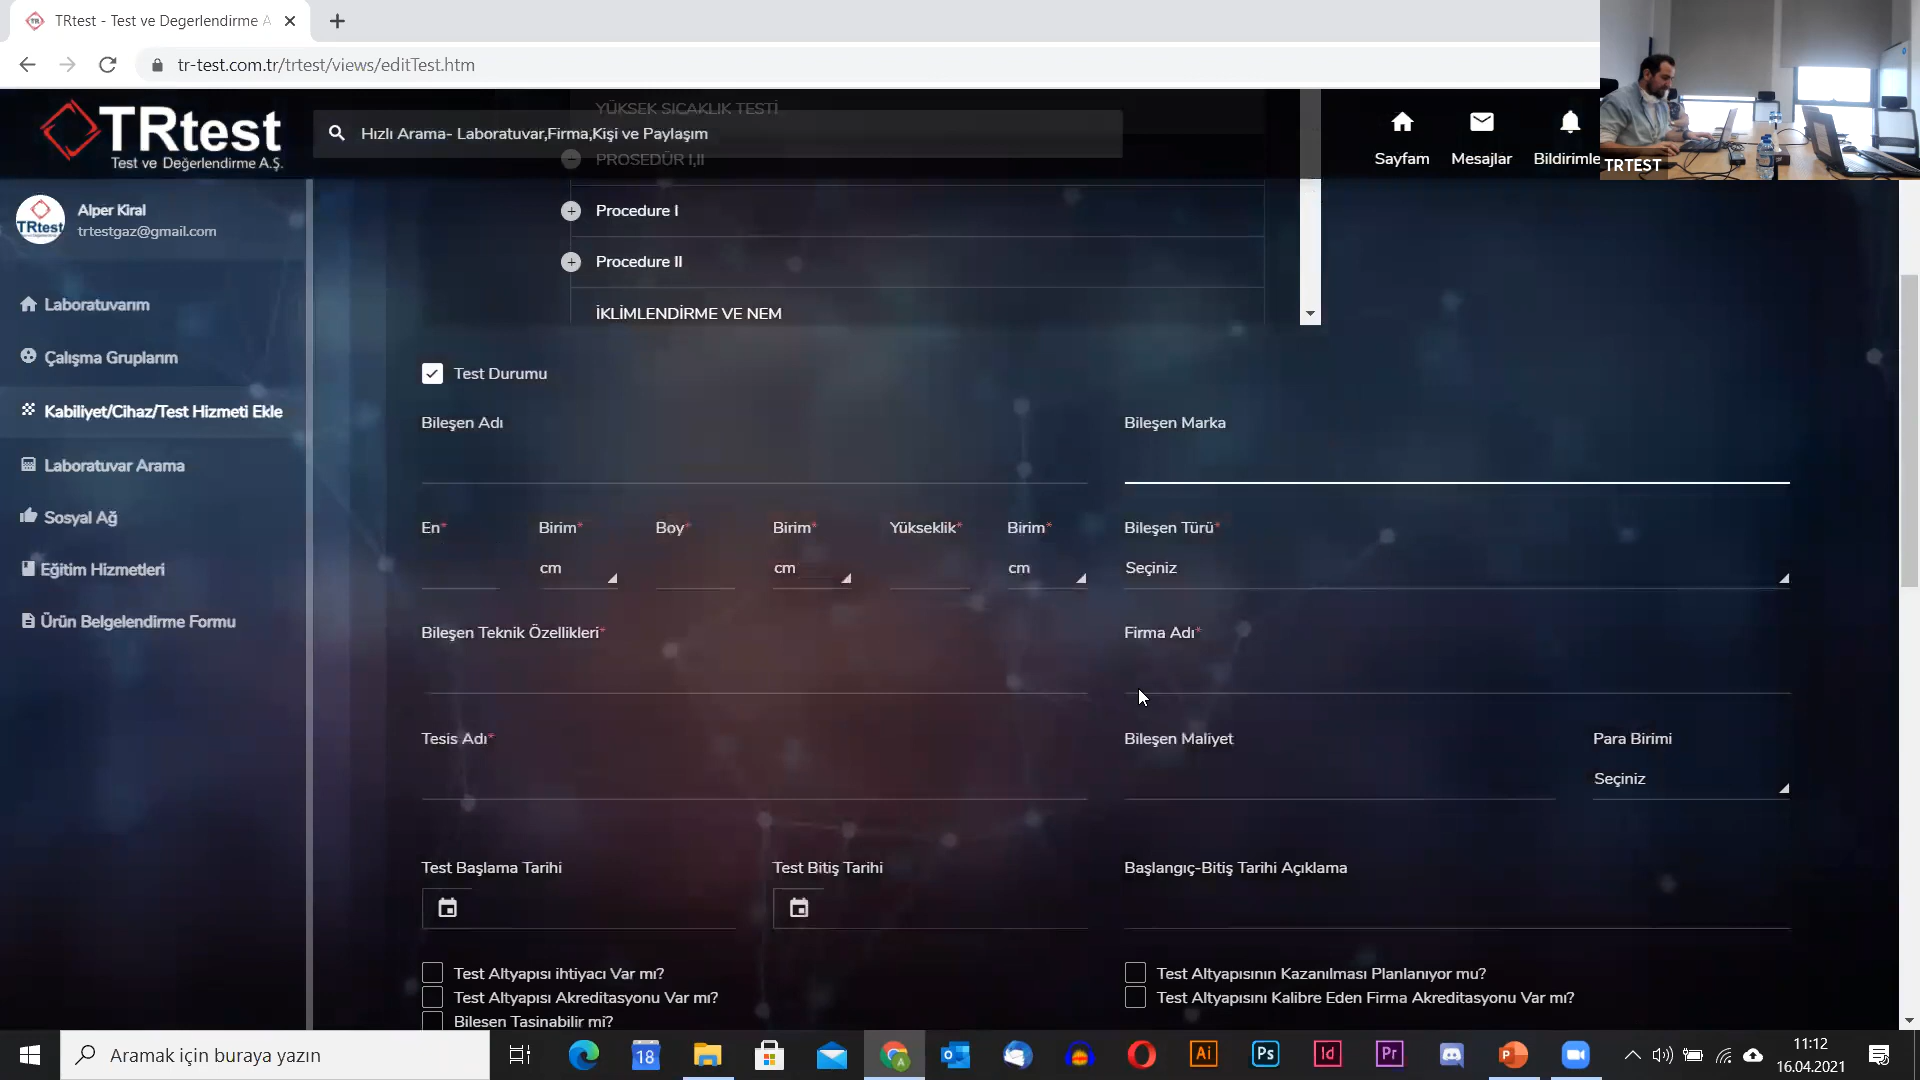 TRtest - Test ve Degerlendirme A
tr-test.com.tr/trtest/views/editTest.htm
TRtest
Test ve Değerlendirme A.Ş.
Hızlı Arama- Laboratuvar,Firma,Kişi ve Paylaşım
Sayfam
Mesajlar
Bildirimle
TRTEST
Alper Kiral
trtestgaz@gmail.com
TRtest
Laboratuvarım
Çalışma Gruplarım
Kabiliyet/Cihaz/Test Hizmeti Ekle
Laboratuvar Arama
Sosyal Ağ
Eğitim Hizmetleri
Ürün Belgelendirme Formu
YÜKSEK SICAKLIK TESTİ
PROSEDÜR I,II
Procedure I
Procedure II
İKLİMLENDİRME VE NEM
Test Durumu
Bileşen Adı
Bileşen Marka
En* Birim* Boy* Birim* Yükseklik* Birim* Bileşen Türü*
cm cm cm Seçiniz
Bileşen Teknik Özellikleri*
Firma Adı*
Tesis Adı*
Bileşen Maliyet
Para Birimi
Seçiniz
Test Başlama Tarihi
Test Bitiş Tarihi
Başlangıç-Bitiş Tarihi Açıklama
Test Altyapısı ihtiyacı Var mı?
Test Altyapısının Kazanılması Planlanıyor mu?
Test Altyapısı Akreditasyonu Var mı?
Test Altyapısını Kalibre Eden Firma Akreditasyonu Var mı?
Bileşen Taşinabilir mi?
Aramak için buraya yazın
18
A
Ai
Ps
Id
Pr
P
11:12
16.04.2021